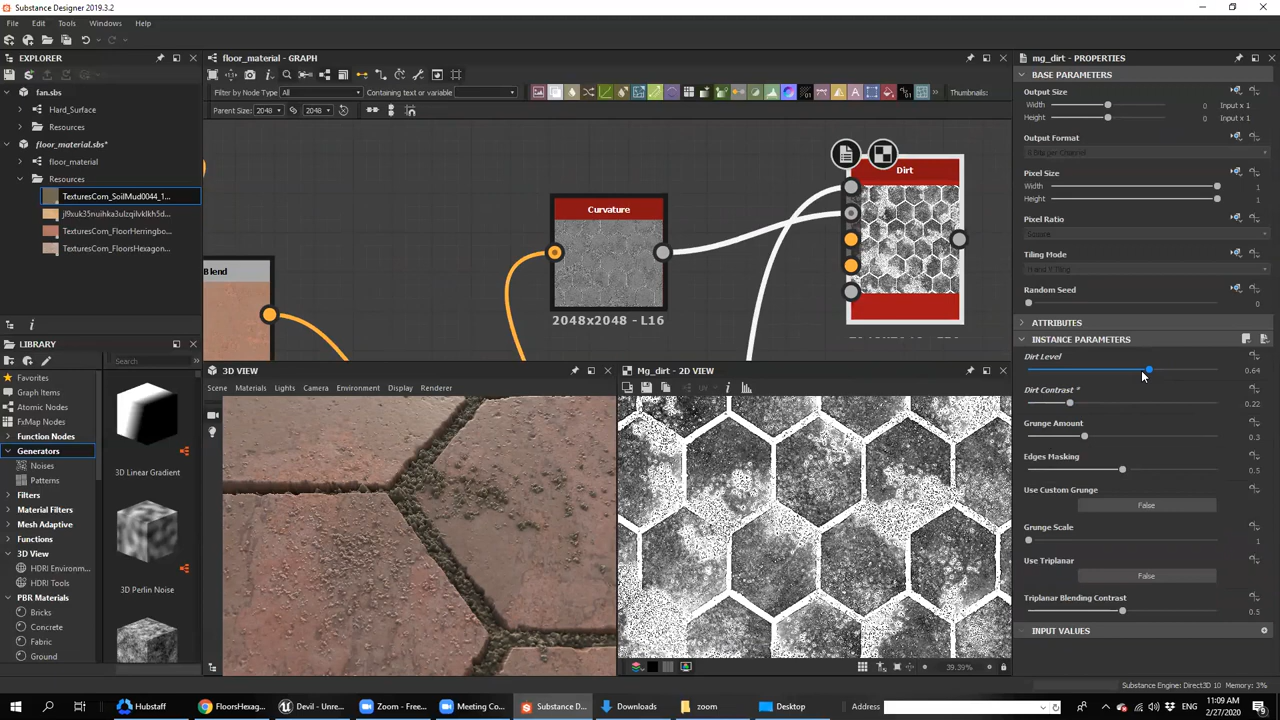 Substance Designer 2019.3.2
File Edit Tools Windows Help
EXPLORER
fan.sbs
Hard_Surface
Resources
floor_material.sbs*
floor_material
Resources
TexturesCom_SoilMud0044_1...
jl9xuk35nuihka3ulzqilvklkh5d...
TexturesCom_FloorHerringbo...
TexturesCom_FloorsHexagon...
LIBRARY
Search
Favorites
Graph Items
Atomic Nodes
FxMap Nodes
Function Nodes
Generators
Noises
Patterns
Filters
Material Filters
Mesh Adaptive
Functions
3D View
HDRI Environm...
HDRI Tools
PBR Materials
Bricks
Concrete
Fabric
Ground
3D Linear Gradient
3D Perlin Noise
floor_material - GRAPH
Filter by Node Type All Containing text or variable Thumbnails:
Parent Size: 2048 2048
Blend
Curvature
2048x2048 - L16
Dirt
3D VIEW
Scene Materials Lights Camera Environment Display Renderer
Mg_dirt - 2D VIEW
39.39%
mg_dirt - PROPERTIES
BASE PARAMETERS
Output Size
Width 0 Input x 1
Height 0 Input x 1
Output Format
Pixel Size
Width 1
Height 1
Pixel Ratio
Square
Tiling Mode
H and V Tiling
Random Seed
0
ATTRIBUTES
INSTANCE PARAMETERS
Dirt Level
0.64
Dirt Contrast *
0.22
Grunge Amount
0.3
Edges Masking
0.5
Use Custom Grunge
False
Grunge Scale
1
Use Triplanar
False
Triplanar Blending Contrast
0.5
INPUT VALUES
Substance Engine: Direct3D 10 Memory: 3%
Hubstaff
FloorsHexag...
Devil - Unre...
Zoom - Free...
Meeting Co...
Substance D...
Downloads
zoom
Desktop
Address
11:09 AM
2/27/2020